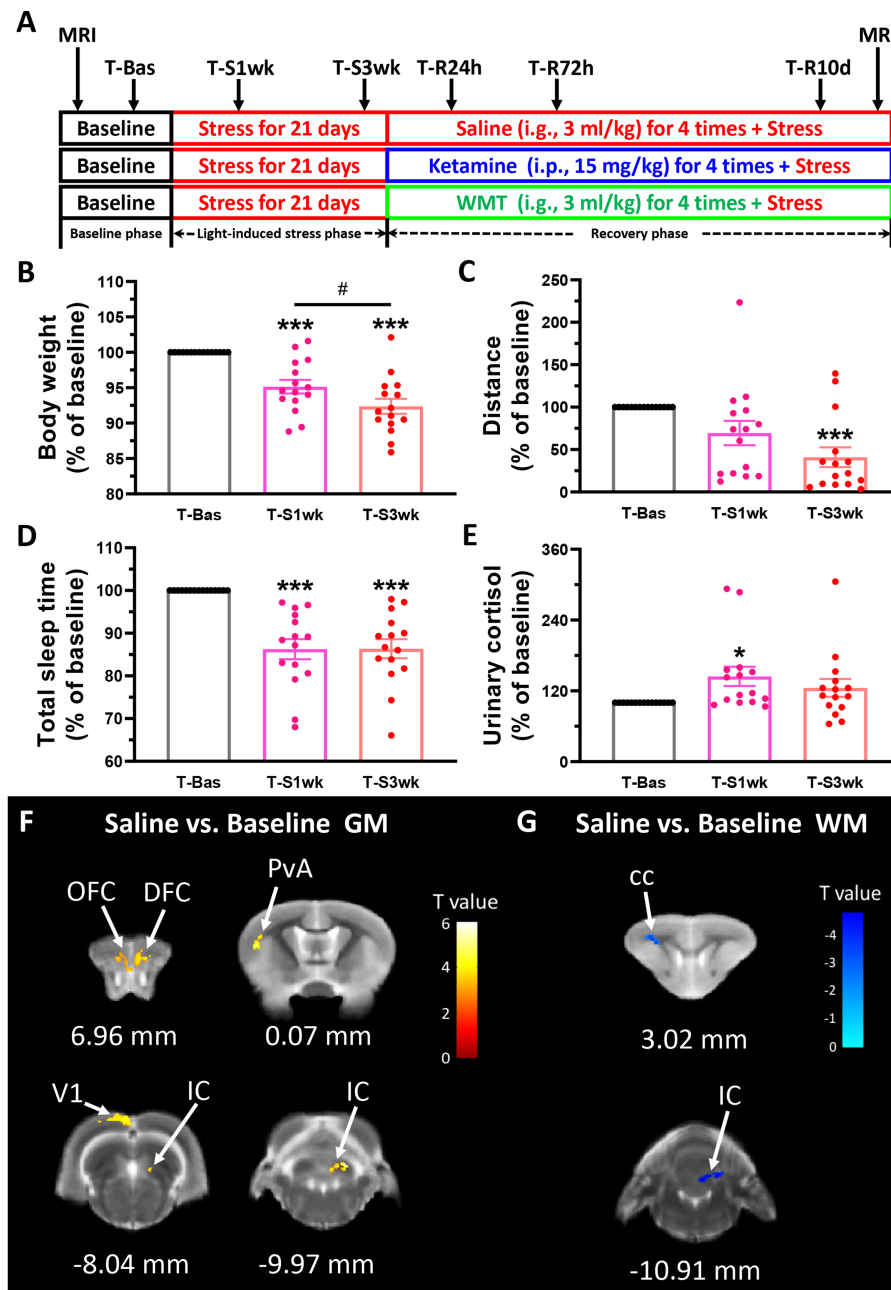 A
MRI
MR
T-Bas
T-S1wk
T-S3wk
T-R24h
T-R72h
T-R10d
Baseline
Stress for 21 days
Saline (i.g., 3 ml/kg) for 4 times + Stress
Baseline
Stress for 21 days
Ketamine (i.p., 15 mg/kg) for 4 times + Stress
Baseline
Stress for 21 days
WMT (i.g., 3 ml/kg) for 4 times + Stress
Baseline phase
Light-induced stress phase
Recovery phase
B
Body weight
(% of baseline)
110
105
100
95
90
85
80
#
***
***
T-Bas
T-S1wk
T-S3wk
C
Distance
(% of baseline)
250
200
150
100
50
0
***
T-Bas
T-S1wk
T-S3wk
D
Total sleep time
(% of baseline)
110
100
90
80
70
60
***
***
T-Bas
T-S1wk
T-S3wk
E
Urinary cortisol
(% of baseline)
360
240
120
0
*
T-Bas
T-S1wk
T-S3wk
F
Saline vs. Baseline GM
OFC
DFC
PvA
T value
6
4
2
0
6.96 mm
0.07 mm
V1
IC
IC
-8.04 mm
-9.97 mm
G
Saline vs. Baseline WM
cc
T value
-4
-3
-2
-1
0
3.02 mm
IC
-10.91 mm